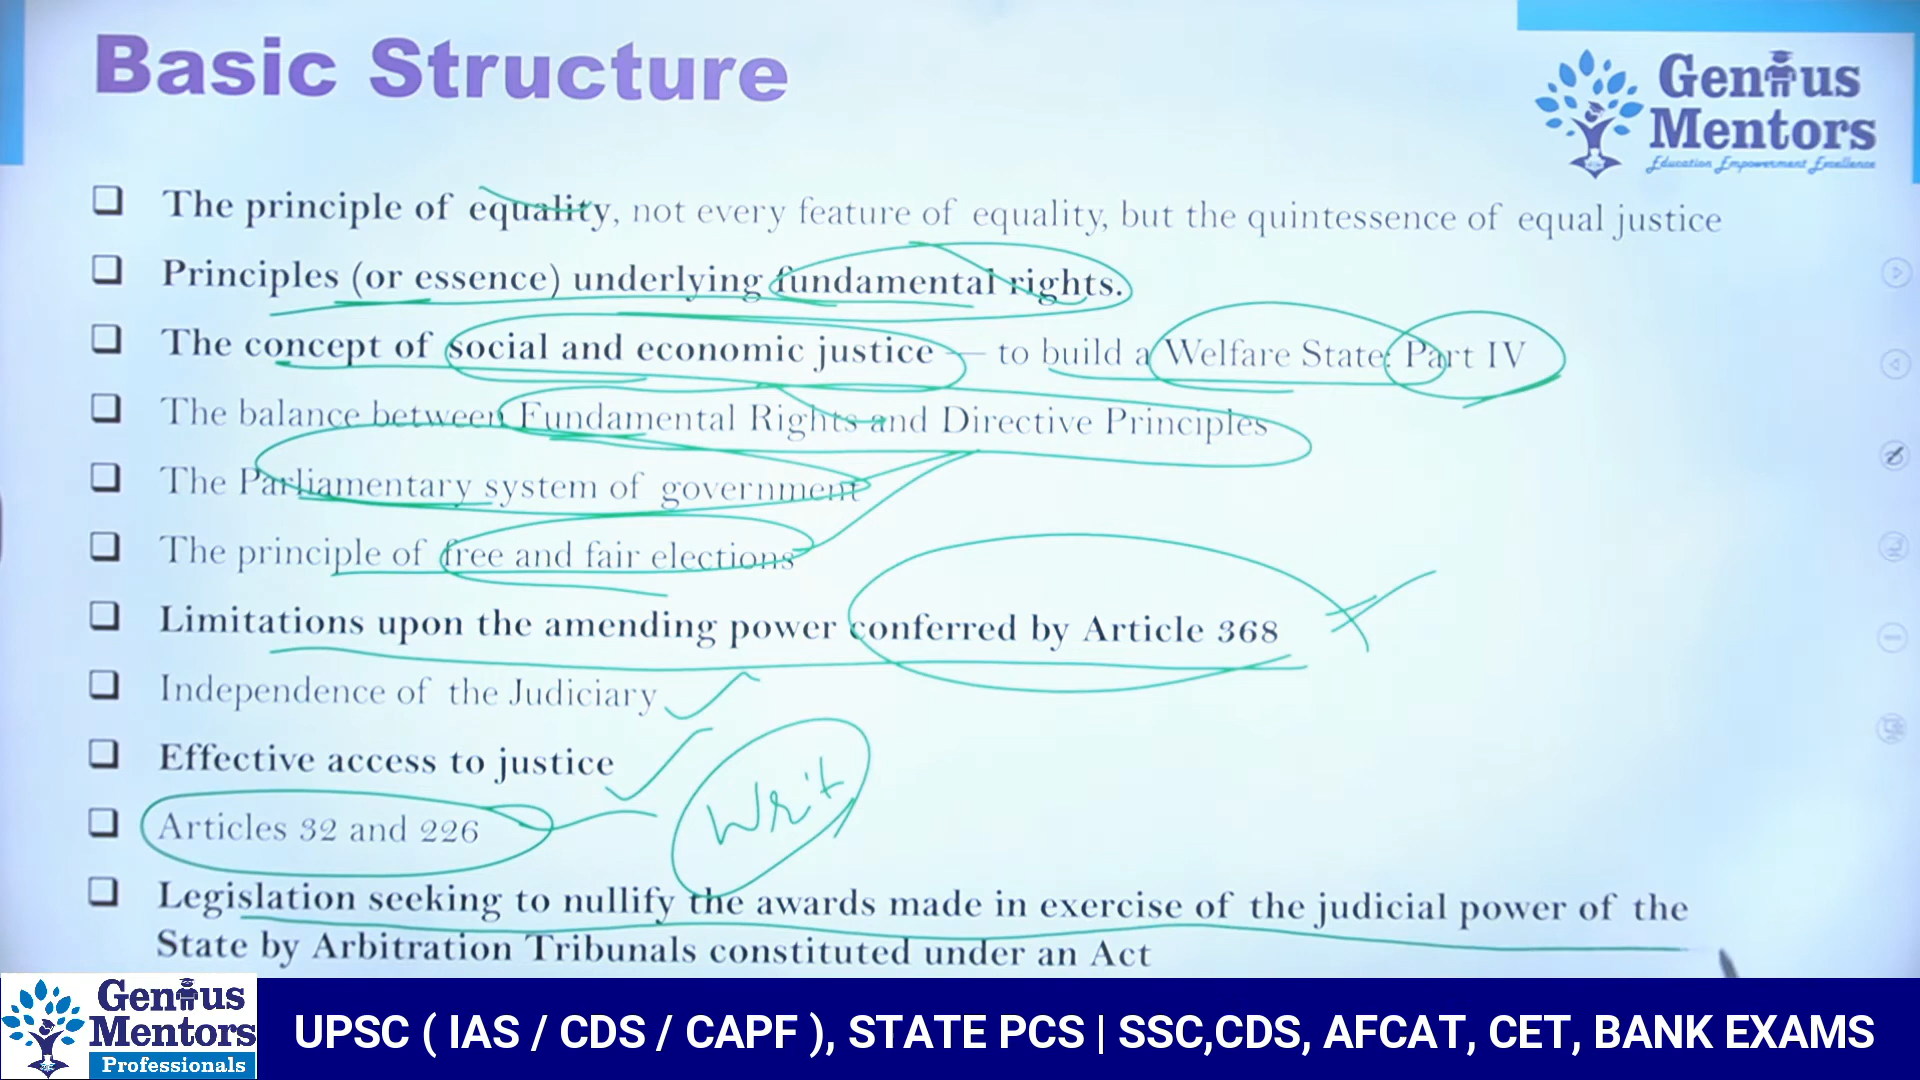 Basic Structure
Genius
Mentors
Education Empowerment Excellence
The principle of equality, not every feature of equality, but the quintessence of equal justice
Principles (or essence) underlying fundamental rights.
The concept of social and economic justice — to build a Welfare State: Part IV
The balance between Fundamental Rights and Directive Principles
The Parliamentary system of government
The principle of free and fair elections
Limitations upon the amending power conferred by Article 368
Independence of the Judiciary
Effective access to justice
Writ
Articles 32 and 226
Legislation seeking to nullify the awards made in exercise of the judicial power of the
State by Arbitration Tribunals constituted under an Act
Genius
Mentors
Professionals
UPSC ( IAS / CDS / CAPF ), STATE PCS | SSC,CDS, AFCAT, CET, BANK EXAMS